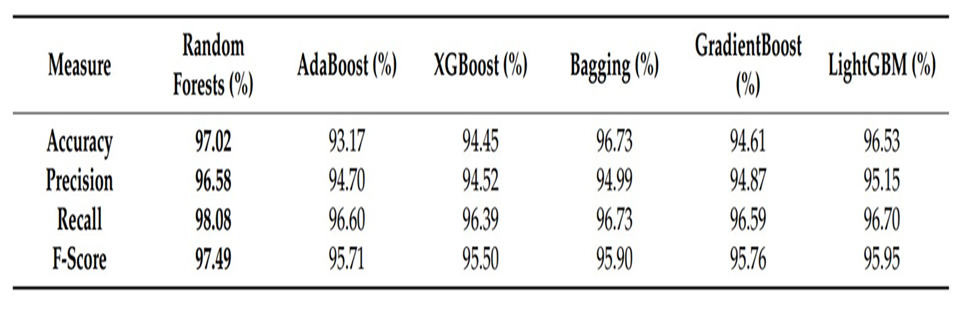 Measure Random Forests (%) AdaBoost (%) XGBoost (%) Bagging (%) GradientBoost (%) LightGBM (%)
Accuracy 97.02 93.17 94.45 96.73 94.61 96.53
Precision 96.58 94.70 94.52 94.99 94.87 95.15
Recall 98.08 96.60 96.39 96.73 96.59 96.70
F-Score 97.49 95.71 95.50 95.90 95.76 95.95